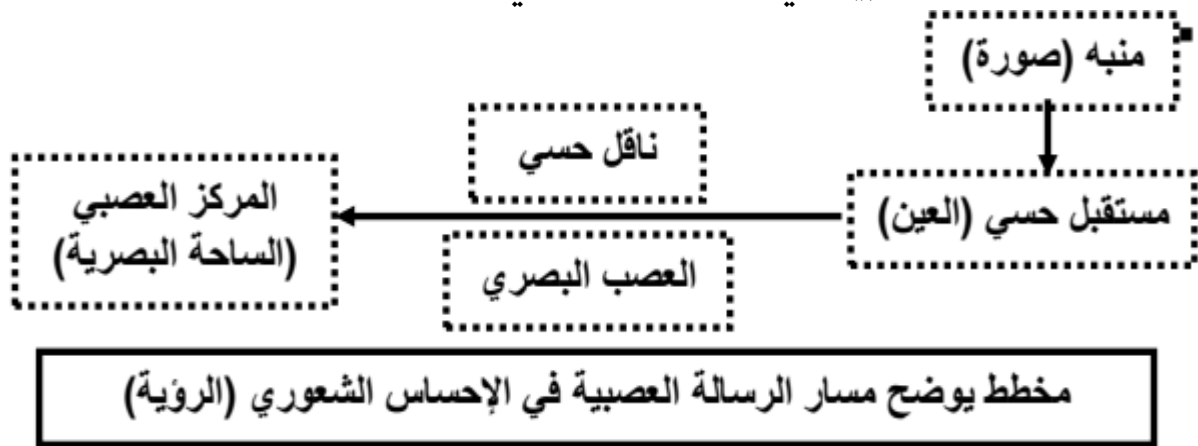 منبه (صورة)
مستقبل حسي (العين)
ناقل حسي
العصب البصري
المركز العصبي
(الساحة البصرية)
مخطط يوضح مسار الرسالة العصبية في الإحساس الشعوري (الرؤية)